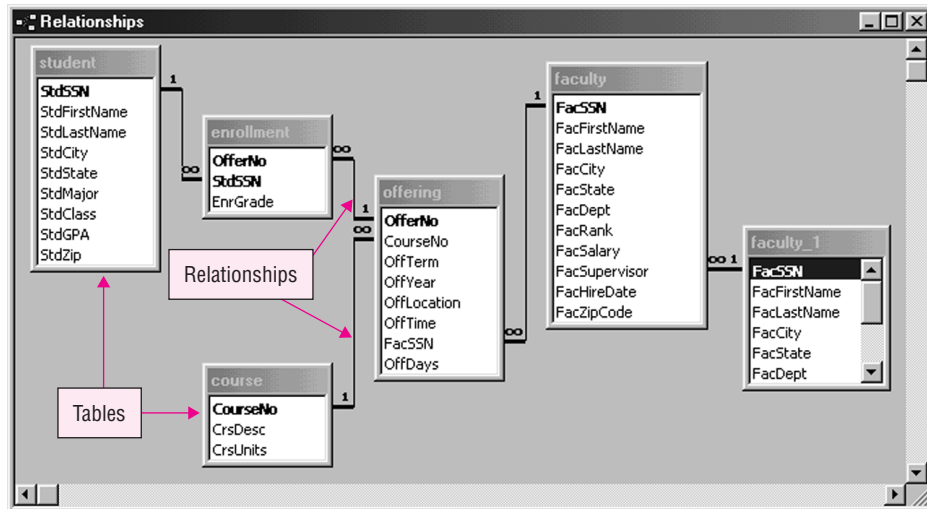 Relationships
student
StdSSN
StdFirstName
StdLastName
StdCity
StdState
StdMajor
StdClass
StdGPA
StdZip
1
∞
enrollment
OfferNo
StdSSN
EnrGrade
∞
1
∞
offering
OfferNo
CourseNo
OffTerm
OffYear
OffLocation
OffTime
FacSSN
OffDays
∞
1
faculty
FacSSN
FacFirstName
FacLastName
FacCity
FacState
FacDept
FacRank
FacSalary
FacSupervisor
FacHireDate
FacZipCode
∞ 1
faculty_1
FacSSN
FacFirstName
FacLastName
FacCity
FacState
FacDept
Relationships
course
CourseNo
CrsDesc
CrsUnits
1
Tables